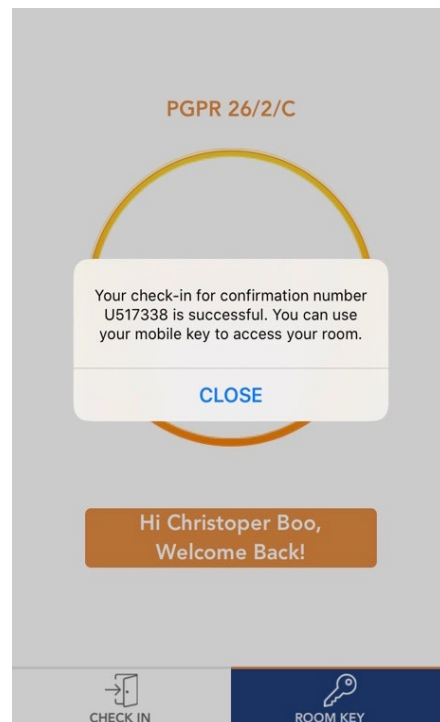 PGPR 26/2/C
Your check-in for confirmation number
U517338 is successful. You can use
your mobile key to access your room.
CLOSE
Hi Christoper Boo,
Welcome Back!
CHECK IN
ROOM KEY